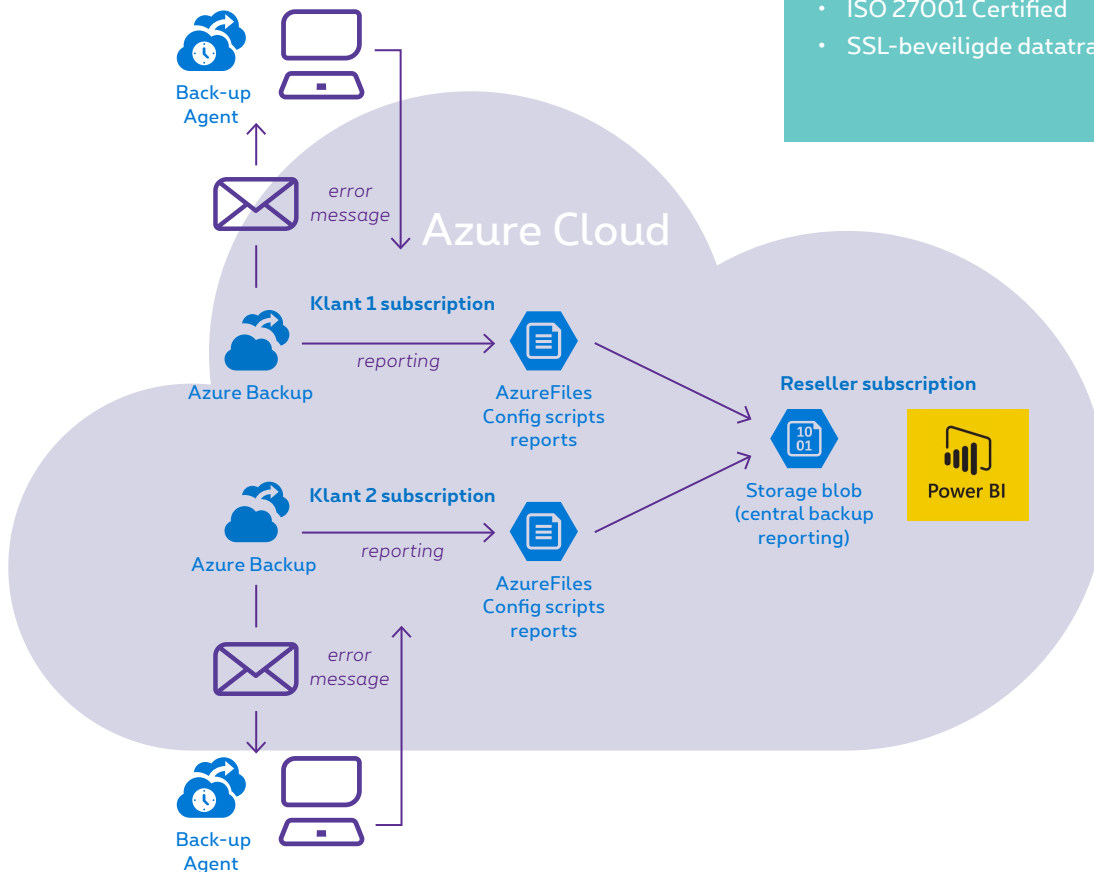 • ISO 27001 Certified
• SSL-beveiligde
Back-up
Agent
error
message
Azure Cloud
Klant 1 subscription
reporting
Azure Backup
AzureFiles
Config scripts
reports
Reseller subscription
10
01
Storage blob
(central backup
reporting)
Power BI
Klant 2 subscription
reporting
Azure Backup
AzureFiles
Config scripts
reports
error
message
Back-up
Agent